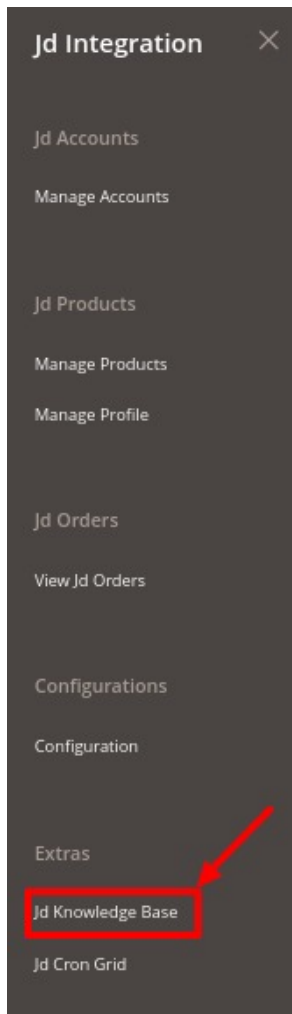 Jd Integration
Jd Accounts
Manage Accounts
Jd Products
Manage Products
Manage Profile
Jd Orders
View Jd Orders
Configurations
Configuration
Extras
Jd Knowledge Base
Jd Cron Grid